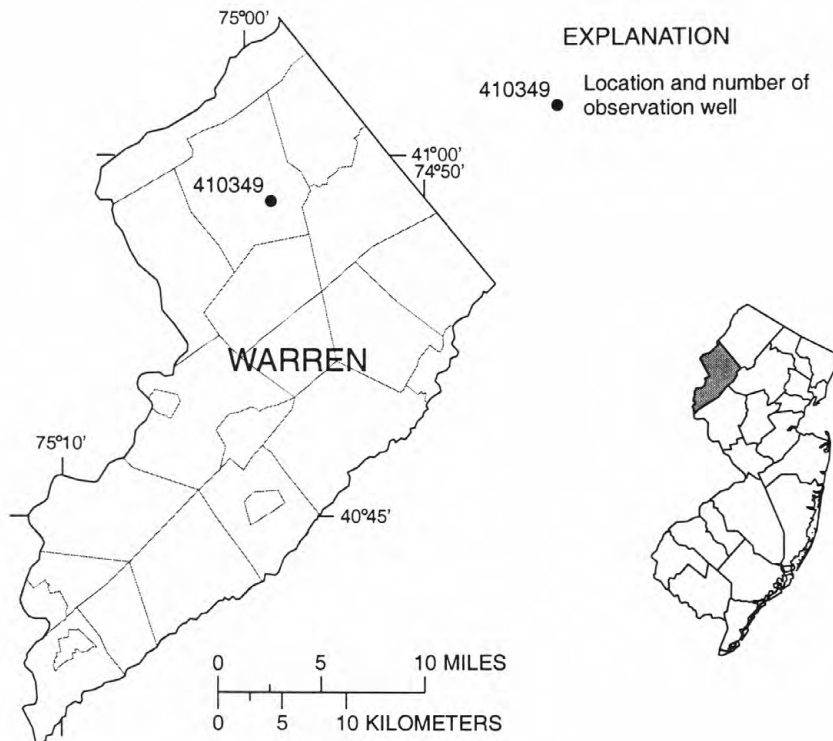 75°00'
EXPLANATION
410349
Location and number of
observation well
41°00'
74°50'
410349
WARREN
75°10'
40°45'
0 5 10 MILES
0 5 10 KILOMETERS